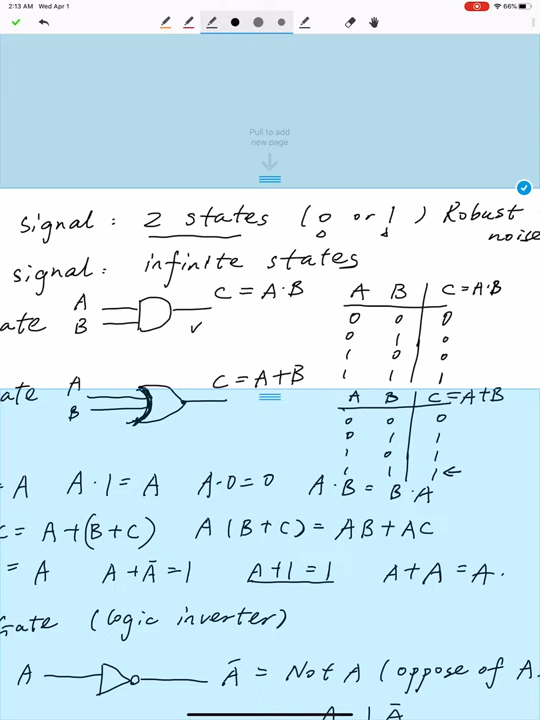 2:13 AM Wed Apr 1 66%
Pull to add
new page
signal: 2 states (0 or 1) Robust
noise
signal: infinite states
ate A B C = A·B
A B C = A·B
0 0 0
0 1 0
1 0 0
1 1 1
ate A B C = A+B
A B C = A+B
0 0 0
0 1 1
1 0 1
1 1 1 ←
= A A·1 = A A·0 = 0 A·B = B·A
C = A+(B+C) A(B+C) = AB+AC
= A A+Ā=1 A+1=1 A+A=A.
Gate (logic inverter)
A Ā = Not A (oppose of A.
A Ā